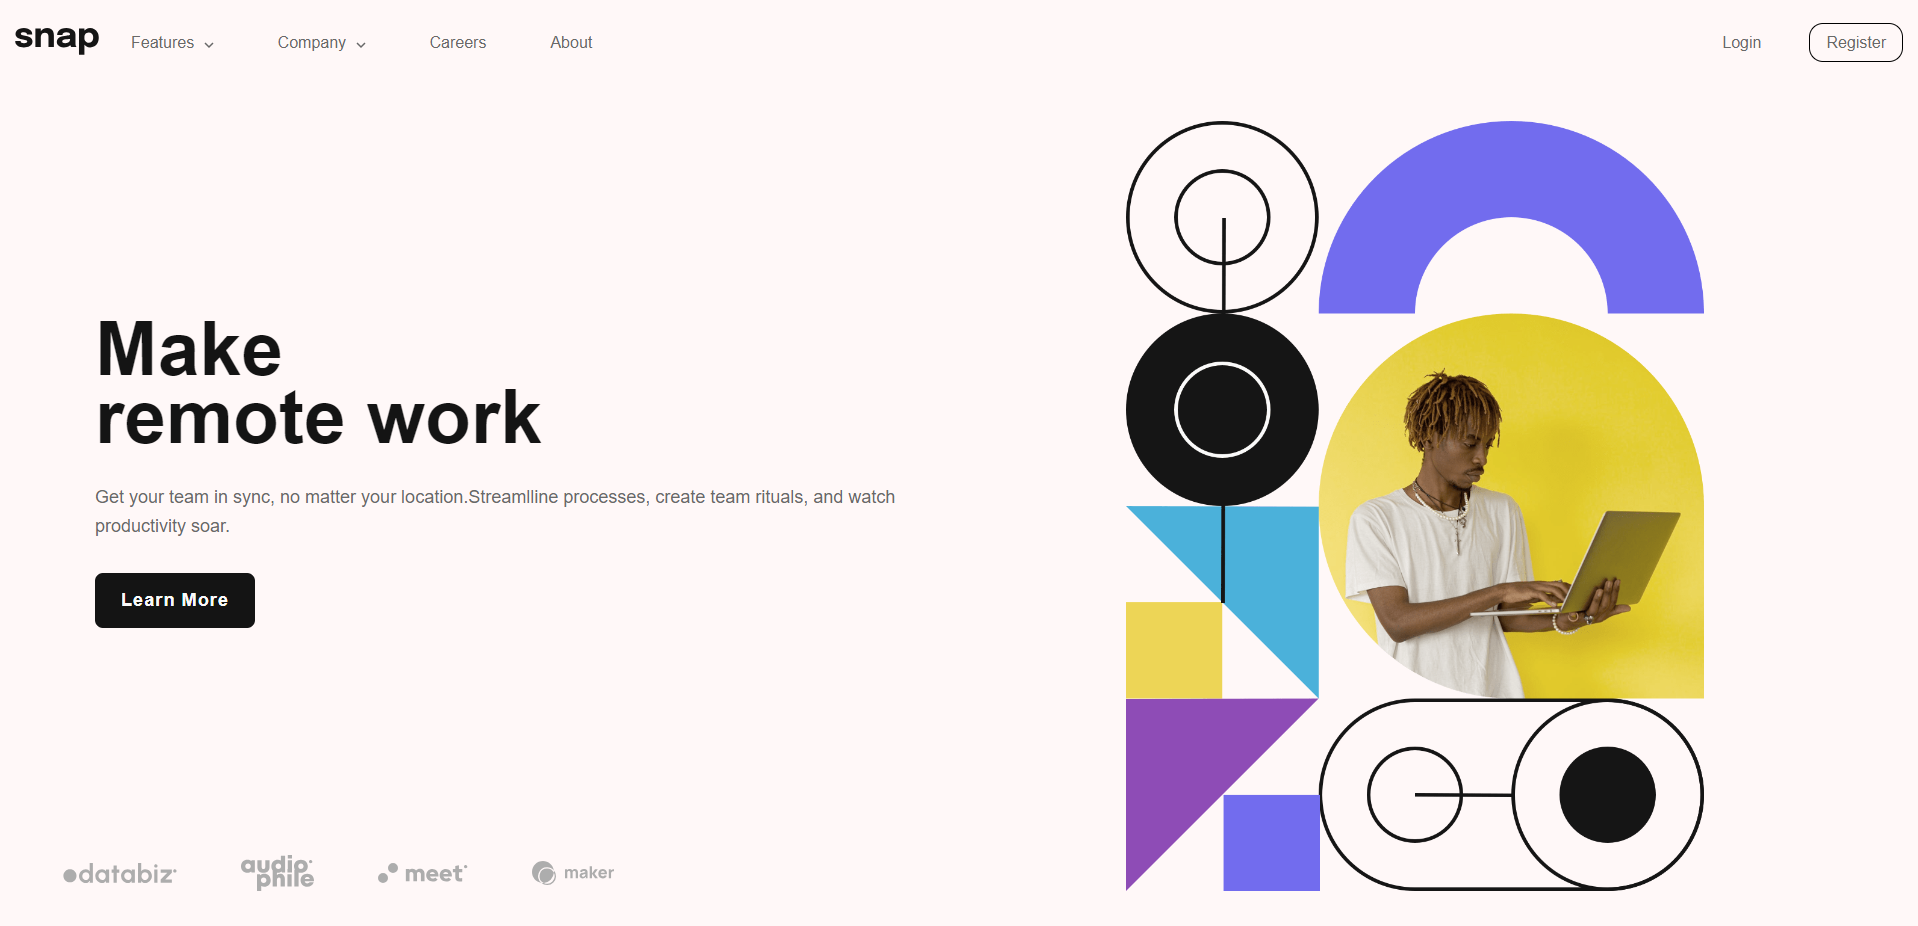 snap
Features
Company
Careers
About
Login
Register
Make
remote work
Get your team in sync, no matter your location.Streamlline processes, create team rituals, and watch
productivity soar.
Learn More
databiz
audio
phile
meet
maker